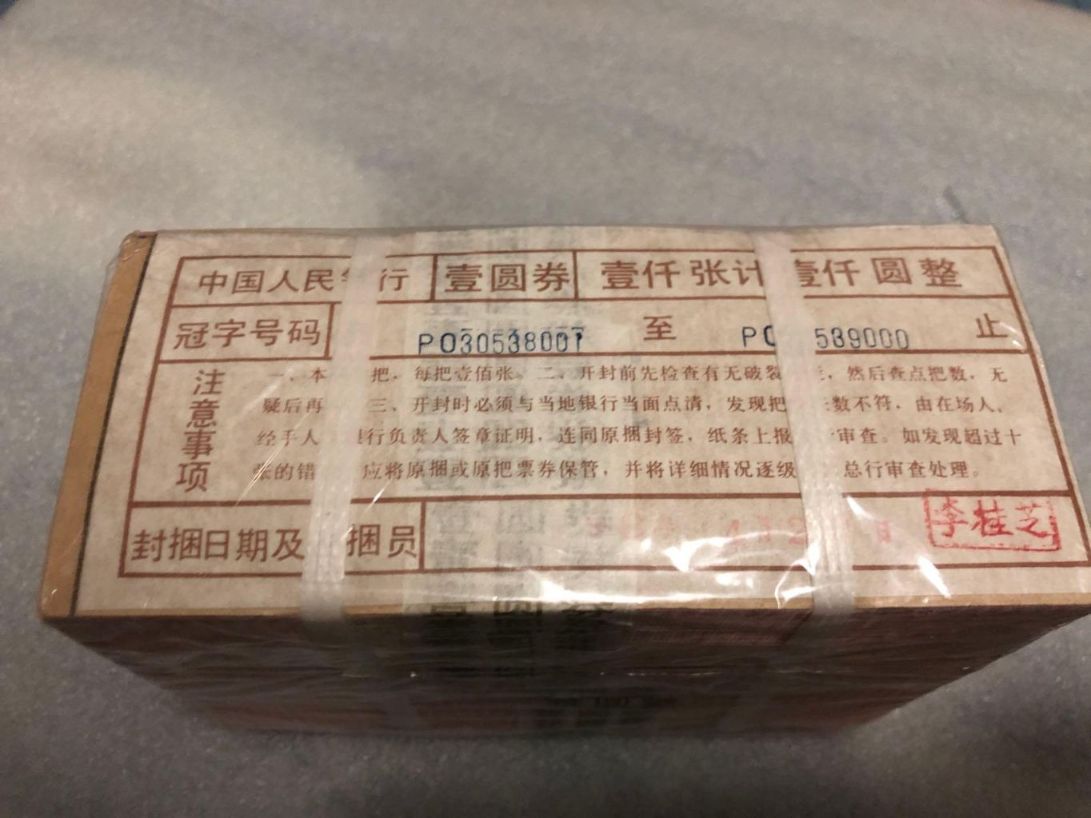 中国人民 行 壹圆券 壹仟张计 壹仟圆整
冠字号码 PO30538001 至 PO 539000 止
注意事项
一、本 把，每把壹佰张。二、开封前先检查有无破裂 ，然后查点把数，无
疑后再 三、开封时必须与当地银行当面点清，发现把 数不符，由在场人、
经手人 行负责人签章证明，连同原捆封签，纸条上报 审查。如发现超过十
张的错 应将原捆或原把票券保管，并将详细情况逐级 总行审查处理。
封捆日期及 捆员 李桂芝